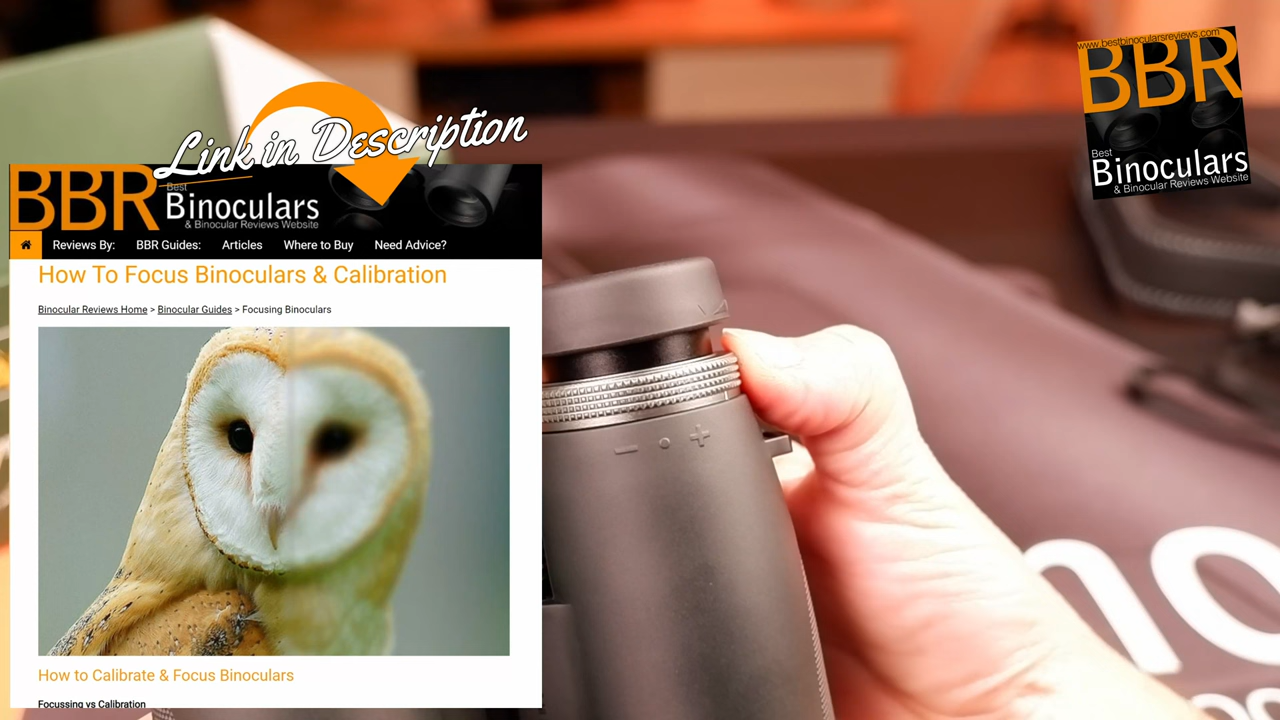 Link in Description
BBR
Best
Binoculars
& Binocular Reviews Website
Reviews By: BBR Guides: Articles Where to Buy Need Advice?
How To Focus Binoculars & Calibration
Binocular Reviews Home > Binocular Guides > Focusing Binoculars
How to Calibrate & Focus Binoculars
Focussing vs Calibration
www.bestbinocularsreviews.com
BBR
Best
Binoculars
& Binocular Reviews Website
− o +